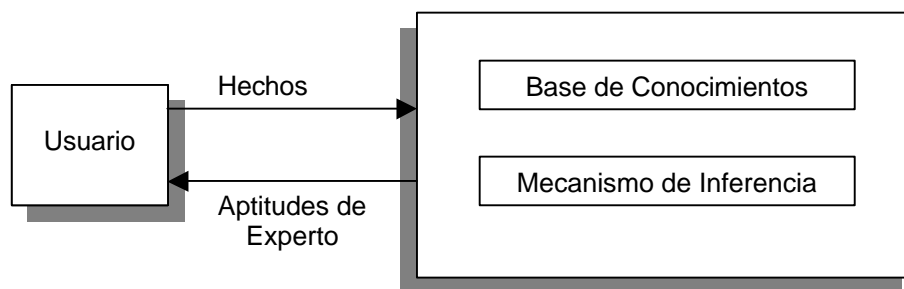 Usuario
Hechos
Aptitudes de
Experto
Base de Conocimientos
Mecanismo de Inferencia